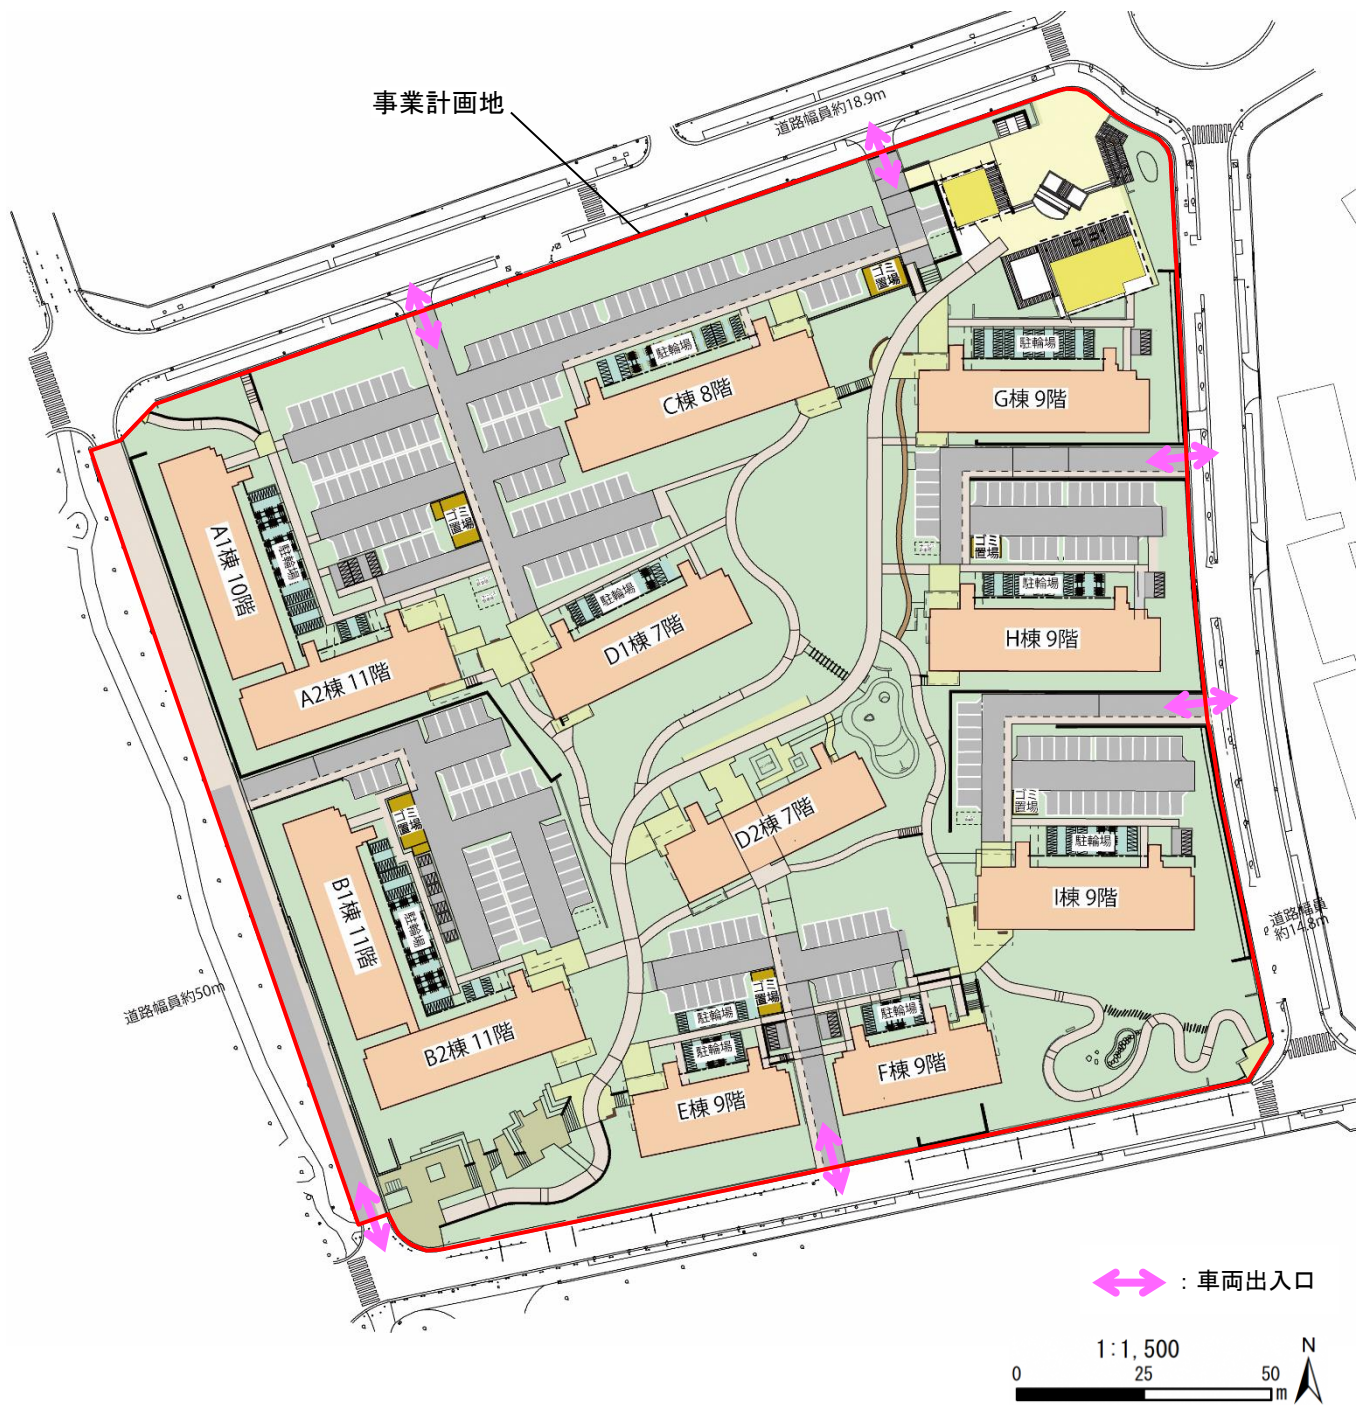 事業計画地
道路幅員約18.9m
ゴミ置場
駐輪場
C棟 8階
駐輪場
G棟 9階
ゴミ置場
A1棟 10階
駐輪場
ゴミ置場
駐輪場
H棟 9階
駐輪場
D1棟 7階
A2棟 11階
ゴミ置場
D2棟 7階
ゴミ置場
駐輪場
I棟 9階
B1棟 11階
駐輪場
道路幅員
約14.8m
道路幅員約50m
ゴミ置場
駐輪場
駐輪場
駐輪場
B2棟 11階
F棟 9階
E棟 9階
：車両出入口
1:1,500
N
0 25 50
m